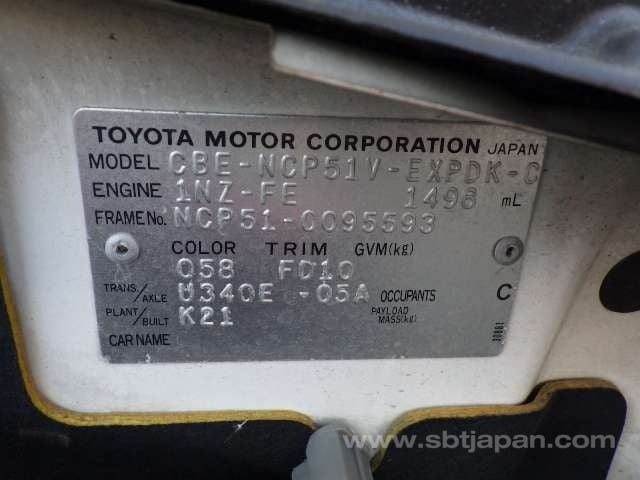 TOYOTA MOTOR CORPORATION JAPAN
MODEL CBE-NCP51V-EXPDK-C
ENGINE 1NZ-FE 1496 mL
FRAME No. NCP51-0095593
COLOR TRIM GVM(kg)
058 FD10
TRANS./AXLE U340E -05A OCCUPANTS C
PLANT/BUILT K21 PAYLOAD MASS(kg)
CAR NAME
www.sbtjapan.com